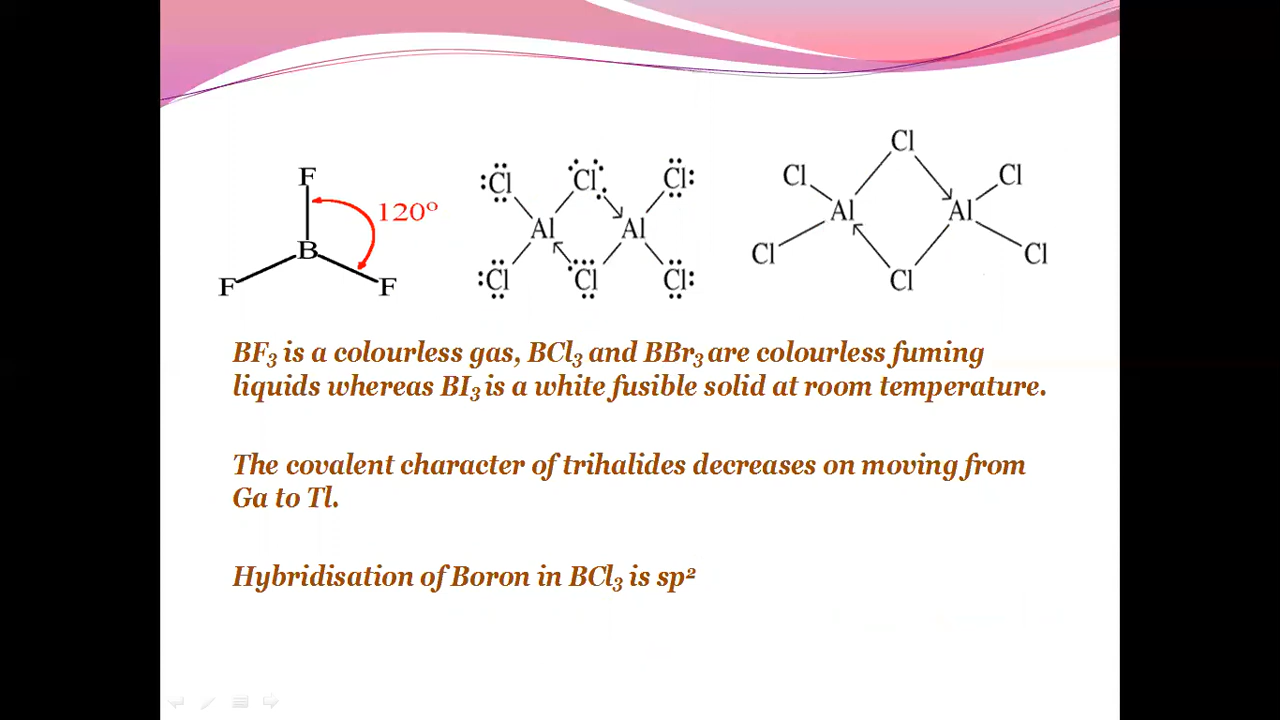 F
120°
B
F F
:Cl Cl Cl:
Al Al
:Cl Cl Cl:
Cl
Cl Cl
Al Al
Cl Cl
Cl
BF₃ is a colourless gas, BCl₃ and BBr₃ are colourless fuming
liquids whereas BI₃ is a white fusible solid at room temperature.
The covalent character of trihalides decreases on moving from
Ga to Tl.
Hybridisation of Boron in BCl₃ is sp²